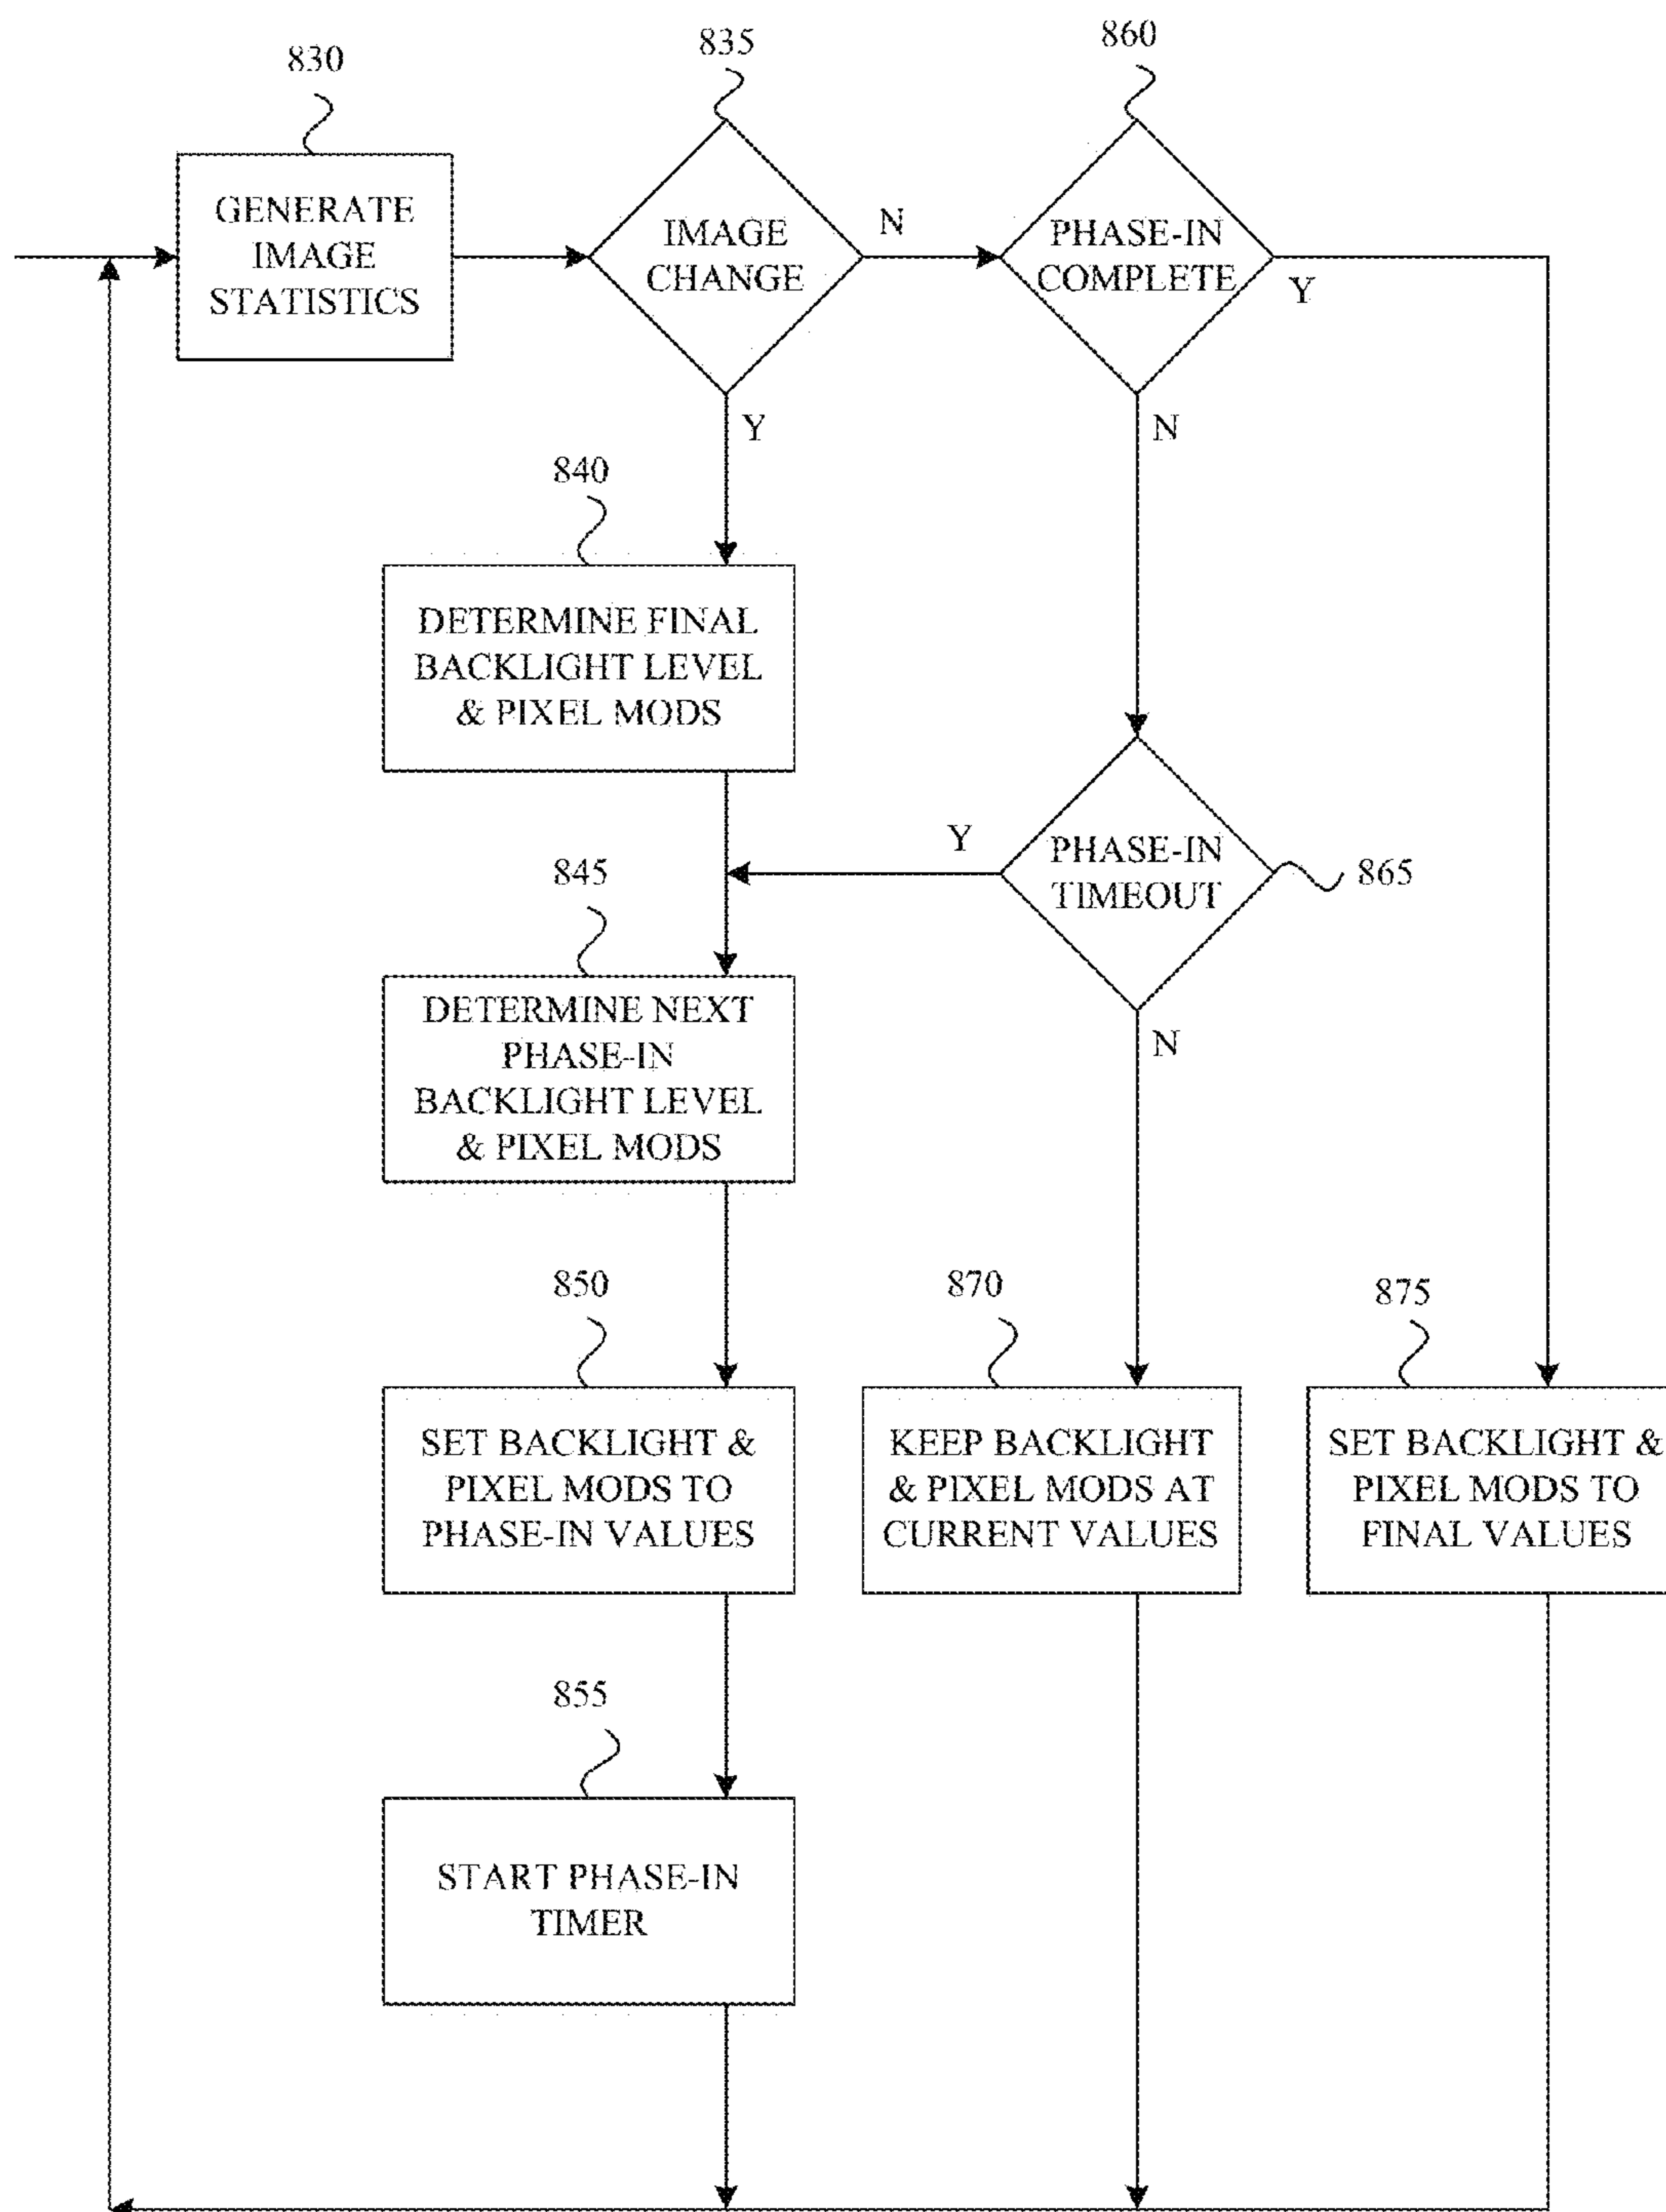 830
835
860
GENERATE
IMAGE
STATISTICS
IMAGE
CHANGE
N
PHASE-IN
COMPLETE
Y
Y
N
840
DETERMINE FINAL
BACKLIGHT LEVEL
& PIXEL MODS
Y
PHASE-IN
TIMEOUT
865
845
DETERMINE NEXT
PHASE-IN
BACKLIGHT LEVEL
& PIXEL MODS
N
850
870
875
SET BACKLIGHT &
PIXEL MODS TO
PHASE-IN VALUES
KEEP BACKLIGHT
& PIXEL MODS AT
CURRENT VALUES
SET BACKLIGHT &
PIXEL MODS TO
FINAL VALUES
855
START PHASE-IN
TIMER